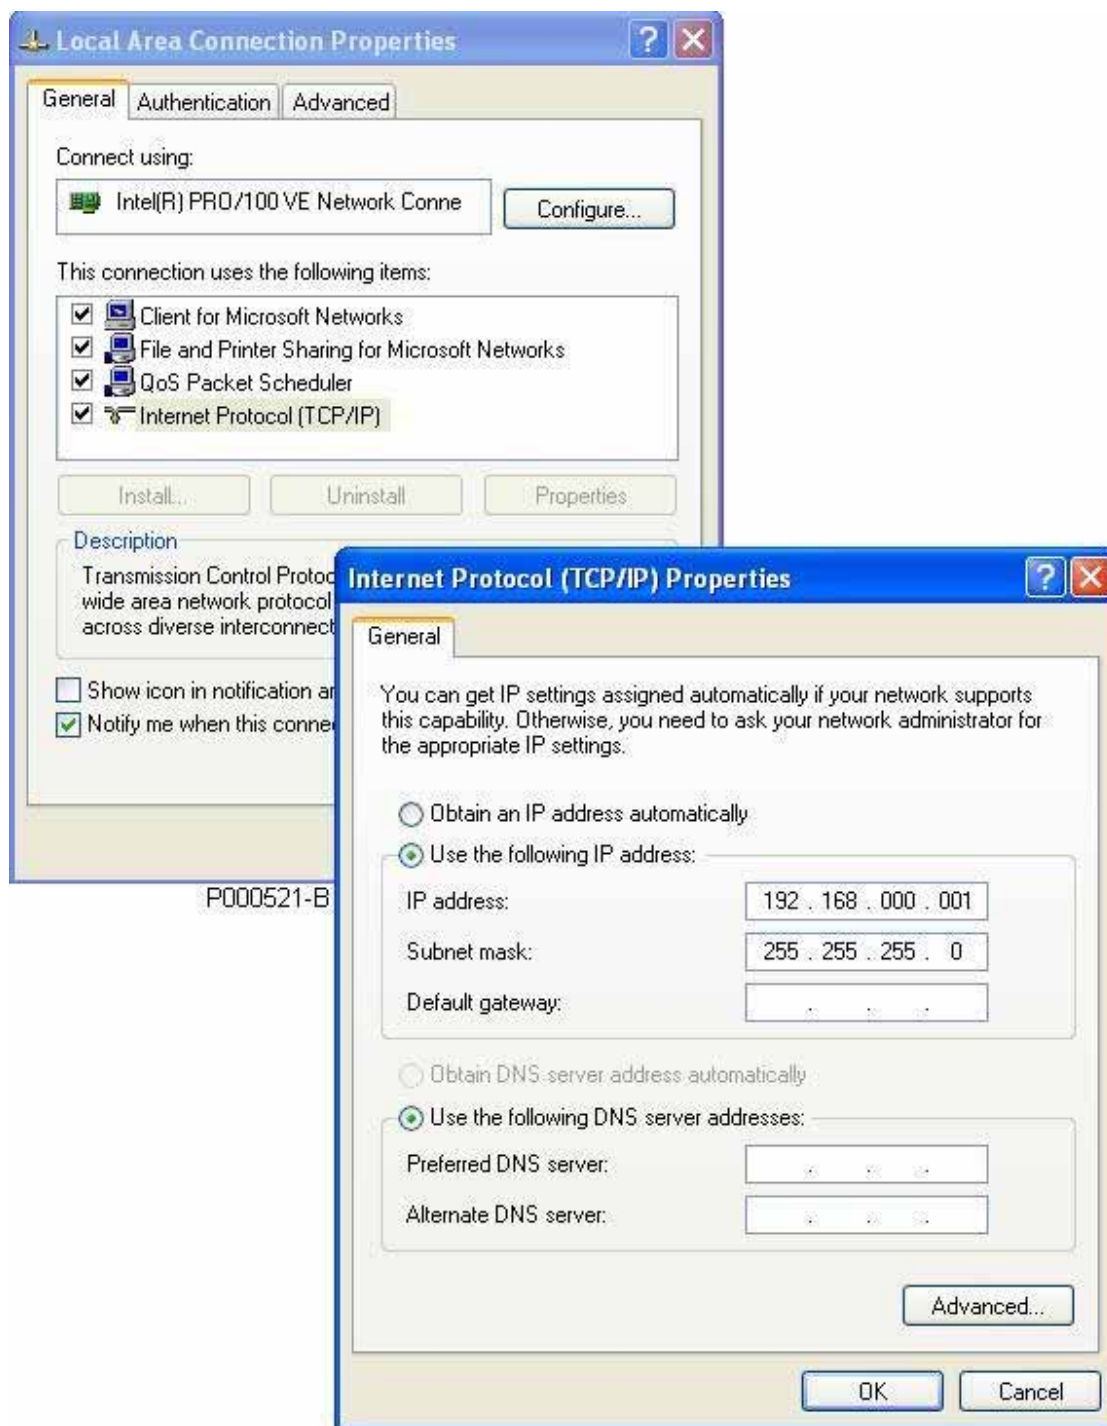 Local Area Connection Properties
General Authentication Advanced
Connect using:
Intel(R) PRO/100 VE Network Conne
Configure...
This connection uses the following items:
Client for Microsoft Networks
File and Printer Sharing for Microsoft Networks
QoS Packet Scheduler
Internet Protocol (TCP/IP)
Install... Uninstall Properties
Description
Transmission Control Protoc
wide area network protocol
across diverse interconnect
Show icon in notification ar
Notify me when this conne
P000521-B
Internet Protocol (TCP/IP) Properties
General
You can get IP settings assigned automatically if your network supports
this capability. Otherwise, you need to ask your network administrator for
the appropriate IP settings.
Obtain an IP address automatically
Use the following IP address:
IP address: 192 . 168 . 000 . 001
Subnet mask: 255 . 255 . 255 . 0
Default gateway: . . .
Obtain DNS server address automatically
Use the following DNS server addresses:
Preferred DNS server: . . .
Alternate DNS server: . . .
Advanced...
OK Cancel